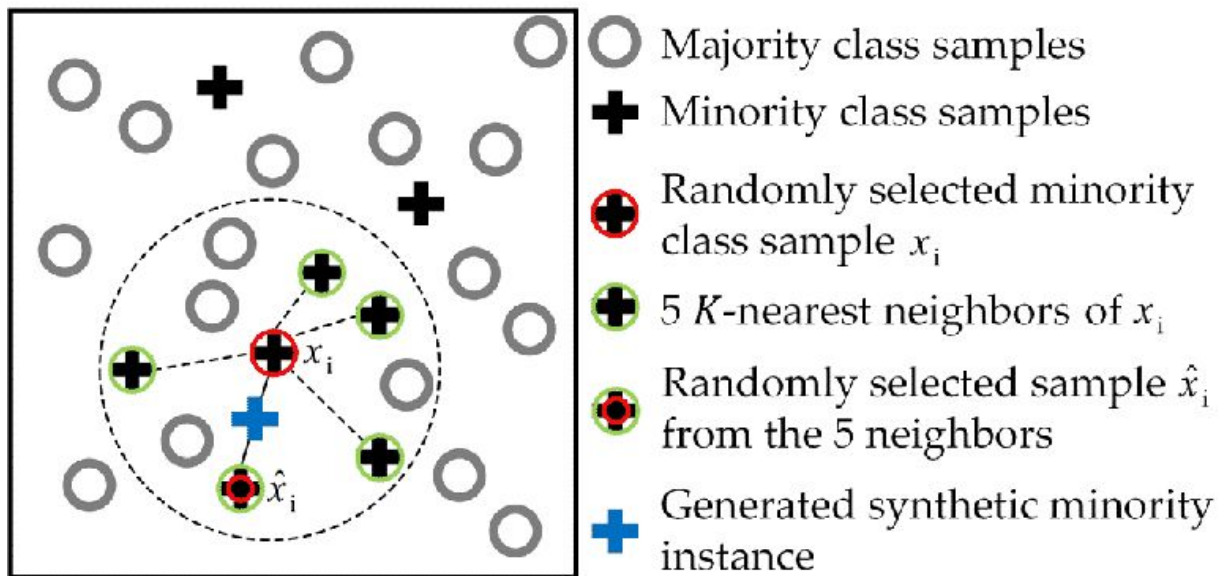 Majority class samples
Minority class samples
Randomly selected minority
class sample xᵢ
5 K-nearest neighbors of xᵢ
Randomly selected sample x̂ᵢ
from the 5 neighbors
Generated synthetic minority
instance
xᵢ
x̂ᵢ